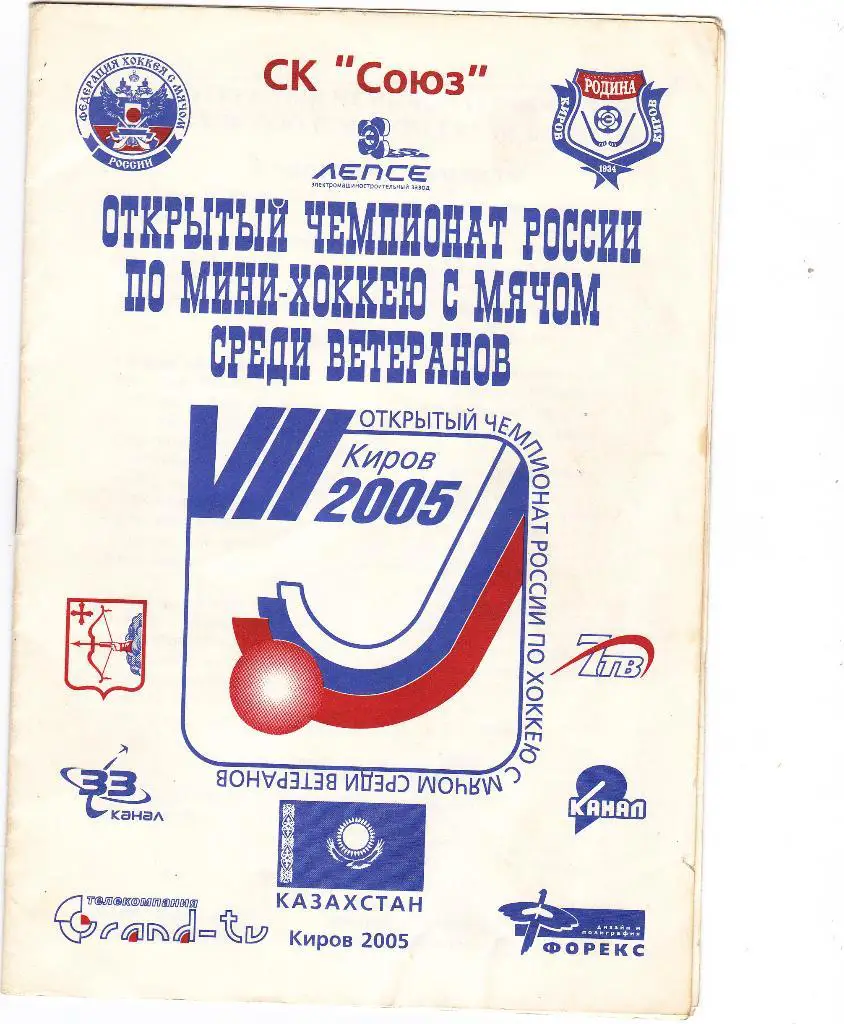 СК "Союз"
ФЕДЕРАЦИЯ ХОККЕЯ С МЯЧОМ
РОССИИ
РОДИНА
КИРОВ
КИРОВ
1934
ЛЕПСЕ
электромашиностроительный завод
ОТКРЫТЫЙ ЧЕМПИОНАТ РОССИИ
ПО МИНИ-ХОККЕЮ С МЯЧОМ
СРЕДИ ВЕТЕРАНОВ
VII ОТКРЫТЫЙ ЧЕМПИОНАТ РОССИИ ПО ХОККЕЮ С МЯЧОМ СРЕДИ ВЕТЕРАНОВ
Киров
2005
7ТВ
33
КАНАЛ
2
КАНАЛ
КАЗАХСТАН
Киров 2005
телекомпания
Grand-tv
дизайн и
полиграфия
ФОРЕКС